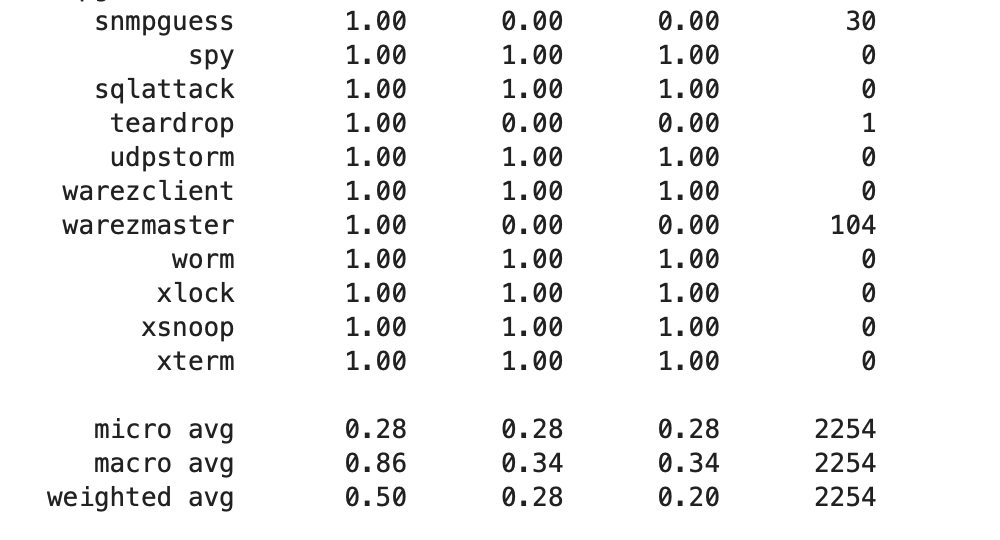 snmpguess 1.00 0.00 0.00 30
spy 1.00 1.00 1.00 0
sqlattack 1.00 1.00 1.00 0
teardrop 1.00 0.00 0.00 1
udpstorm 1.00 1.00 1.00 0
warezclient 1.00 1.00 1.00 0
warezmaster 1.00 0.00 0.00 104
worm 1.00 1.00 1.00 0
xlock 1.00 1.00 1.00 0
xsnoop 1.00 1.00 1.00 0
xterm 1.00 1.00 1.00 0
micro avg 0.28 0.28 0.28 2254
macro avg 0.86 0.34 0.34 2254
weighted avg 0.50 0.28 0.20 2254